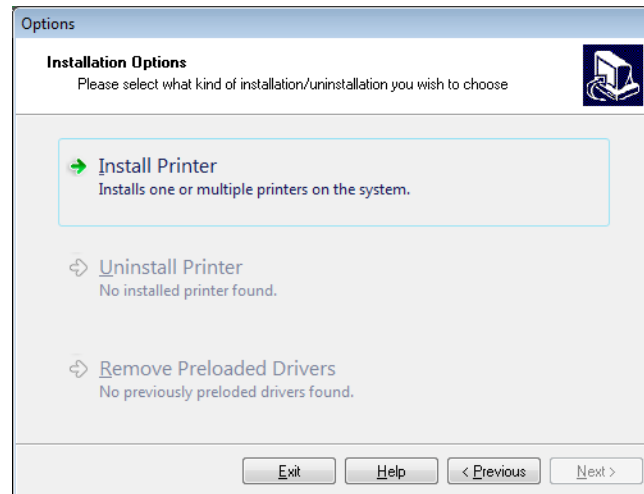 Options
Installation Options
Please select what kind of installation/uninstallation you wish to choose
Install Printer
Installs one or multiple printers on the system.
Uninstall Printer
No installed printer found.
Remove Preloaded Drivers
No previously preloded drivers found.
Exit Help < Previous Next >